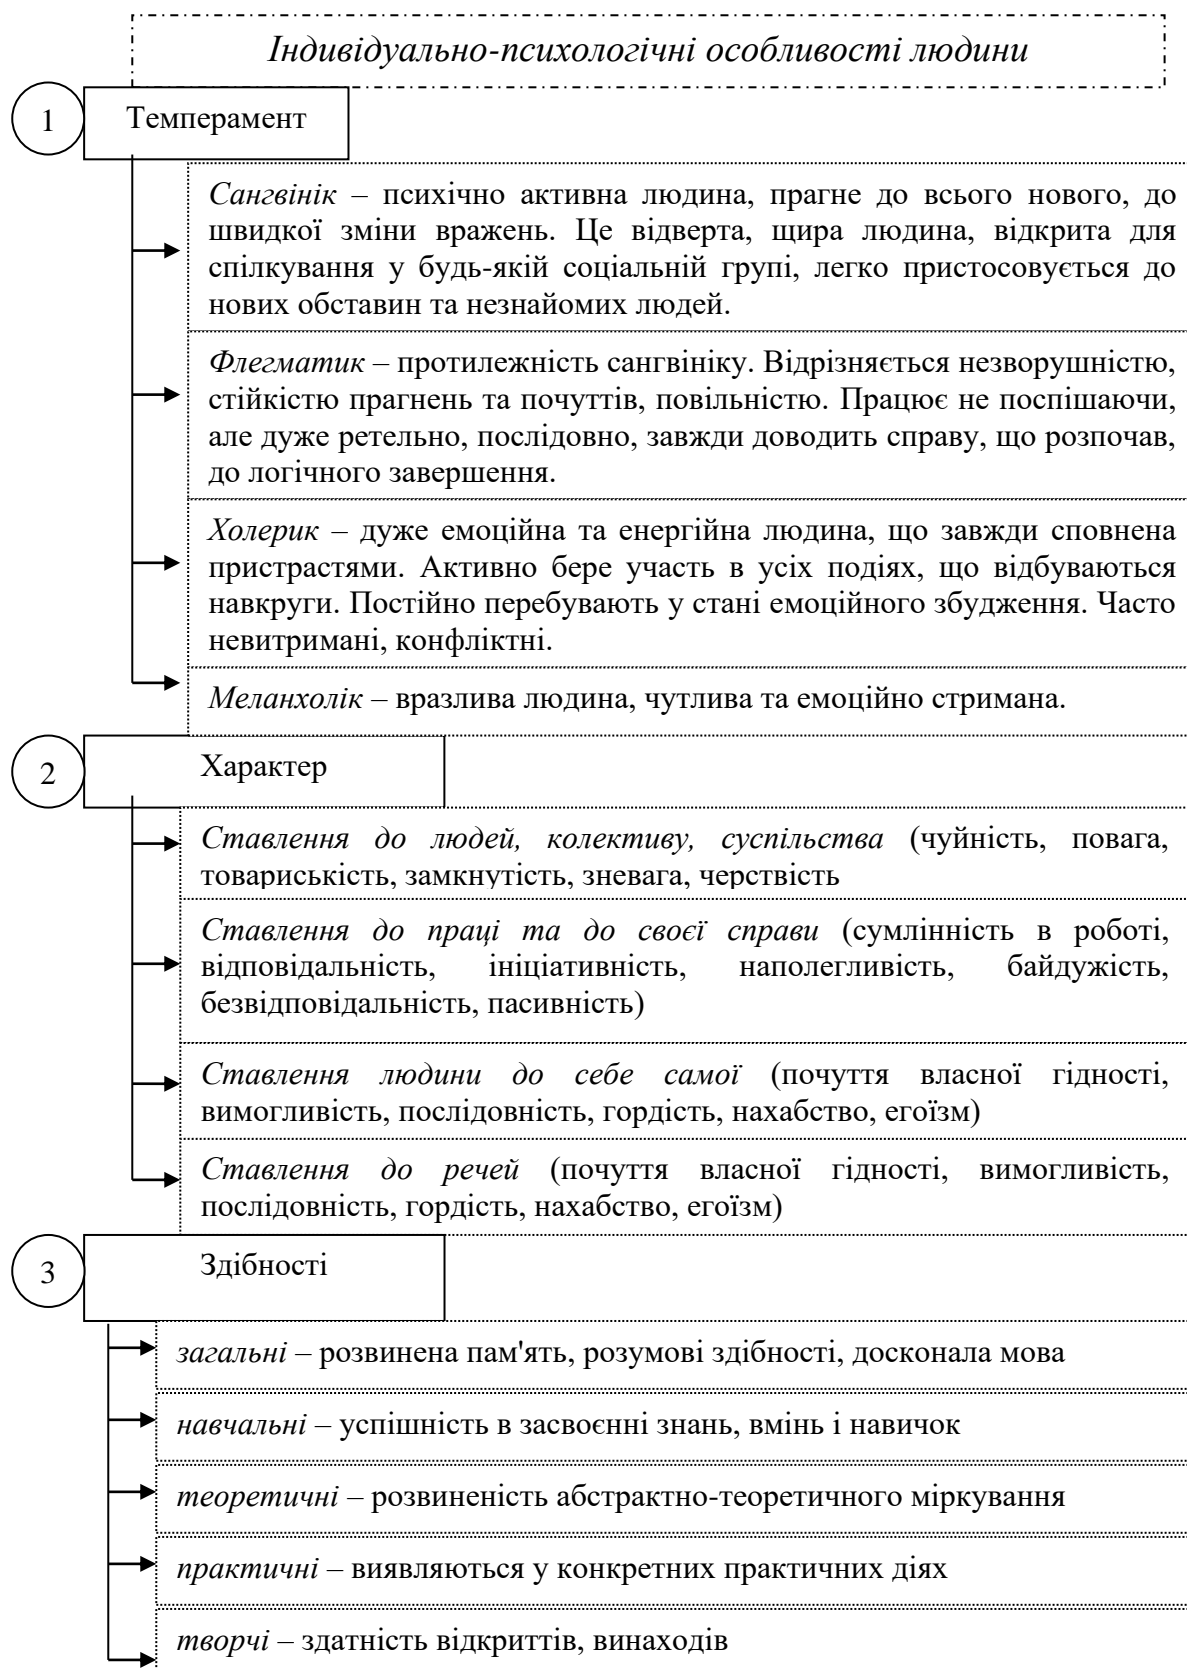 Індивідуально-психологічні особливості людини
1
Темперамент
Сангвінік – психічно активна людина, прагне до всього нового, до
швидкої зміни вражень. Це відверта, щира людина, відкрита для
спілкування у будь-якій соціальній групі, легко пристосовується до
нових обставин та незнайомих людей.
Флегматик – протилежність сангвініку. Відрізняється незворушністю,
стійкістю прагнень та почуттів, повільністю. Працює не поспішаючи,
але дуже ретельно, послідовно, завжди доводить справу, що розпочав,
до логічного завершення.
Холерик – дуже емоційна та енергійна людина, що завжди сповнена
пристрастями. Активно бере участь в усіх подіях, що відбуваються
навкруги. Постійно перебувають у стані емоційного збудження. Часто
невитримані, конфліктні.
Меланхолік – вразлива людина, чутлива та емоційно стримана.
2
Характер
Ставлення до людей, колективу, суспільства (чуйність, повага,
товариськість, замкнутість, зневага, черствість
Ставлення до праці та до своєї справи (сумлінність в роботі,
відповідальність, ініціативність, наполегливість, байдужість,
безвідповідальність, пасивність)
Ставлення людини до себе самої (почуття власної гідності,
вимогливість, послідовність, гордість, нахабство, егоїзм)
Ставлення до речей (почуття власної гідності, вимогливість,
послідовність, гордість, нахабство, егоїзм)
3
Здібності
загальні – розвинена пам'ять, розумові здібності, досконала мова
навчальні – успішність в засвоєнні знань, вмінь і навичок
теоретичні – розвиненість абстрактно-теоретичного міркування
практичні – виявляються у конкретних практичних діях
творчі – здатність відкриттів, винаходів